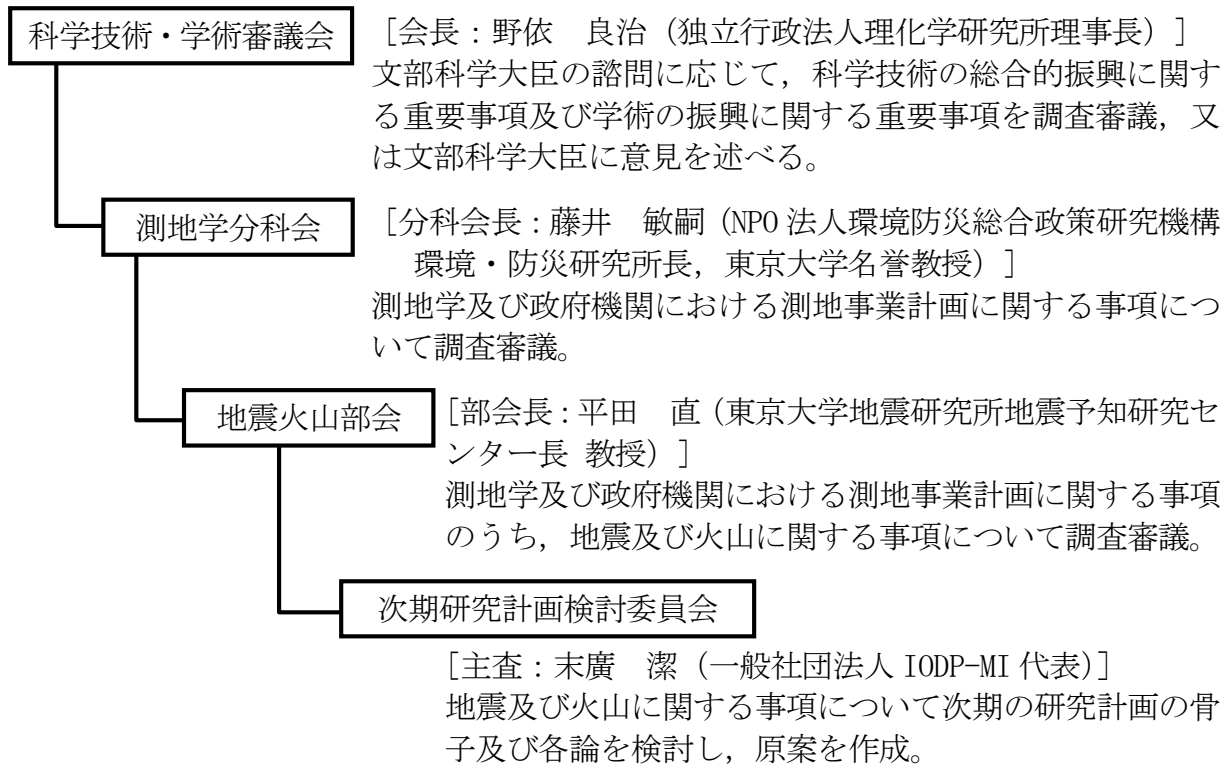 科学技術・学術審議会
[会長:野依 良治(独立行政法人理化学研究所理事長)]
文部科学大臣の諮問に応じて,科学技術の総合的振興に関す
る重要事項及び学術の振興に関する重要事項を調査審議,又
は文部科学大臣に意見を述べる。
測地学分科会
[分科会長:藤井 敏嗣(NPO法人環境防災総合政策研究機構
環境・防災研究所長,東京大学名誉教授)]
測地学及び政府機関における測地事業計画に関する事項につ
いて調査審議。
地震火山部会
[部会長:平田 直(東京大学地震研究所地震予知研究セ
ンター長 教授)]
測地学及び政府機関における測地事業計画に関する事項
のうち,地震及び火山に関する事項について調査審議。
次期研究計画検討委員会
[主査:末廣 潔(一般社団法人IODP-MI代表)]
地震及び火山に関する事項について次期の研究計画の骨
子及び各論を検討し,原案を作成。